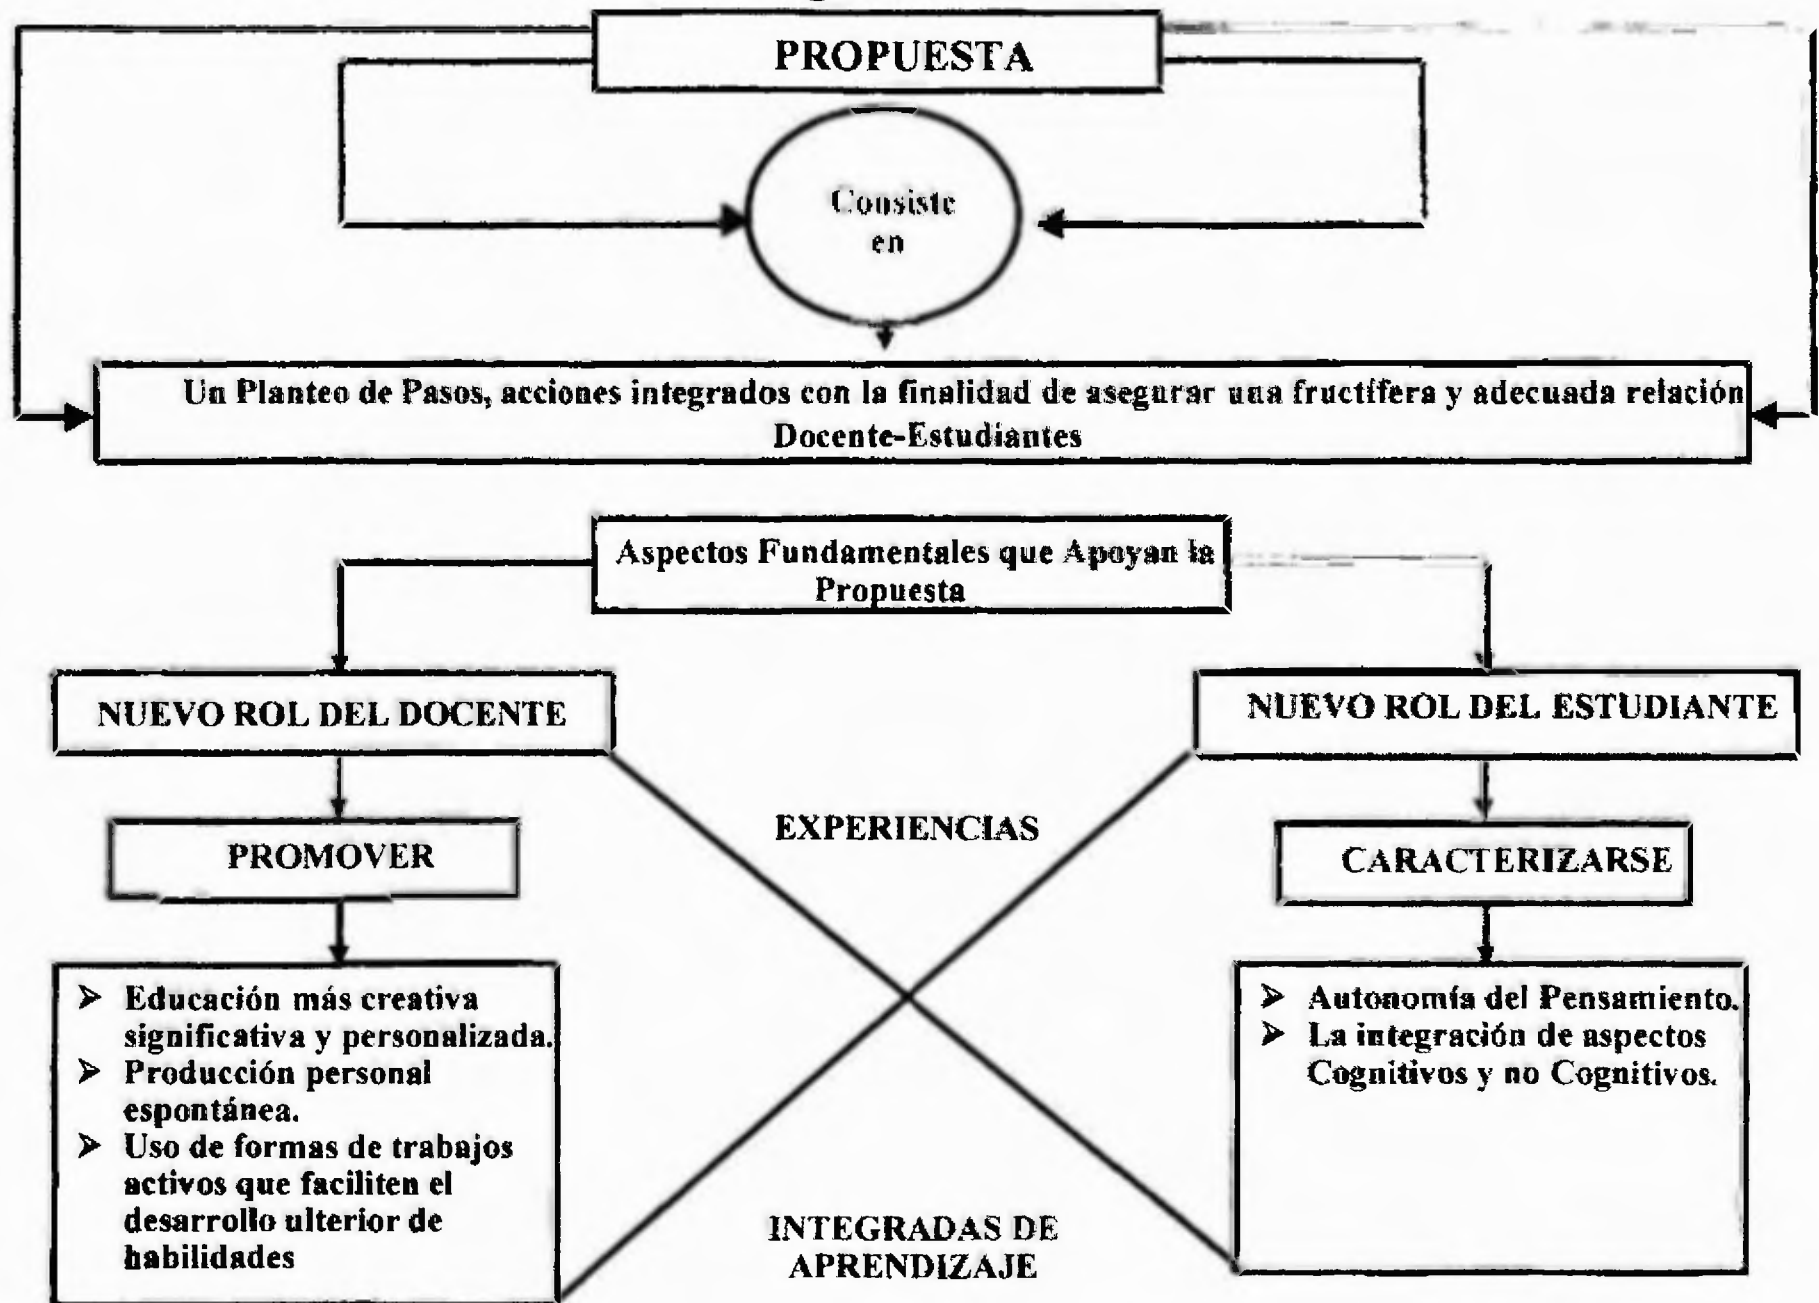 PROPUESTA
Consiste
en
Un Planteo de Pasos, acciones integrados con la finalidad de asegurar una fructífera y adecuada relación
Docente-Estudiantes
Aspectos Fundamentales que Apoyan la
Propuesta
NUEVO ROL DEL DOCENTE
NUEVO ROL DEL ESTUDIANTE
EXPERIENCIAS
PROMOVER
CARACTERIZARSE
➢ Educación más creativa
significativa y personalizada.
➢ Producción personal
espontánea.
➢ Uso de formas de trabajos
activos que faciliten el
desarrollo ulterior de
habilidades
➢ Autonomía del Pensamiento.
➢ La integración de aspectos
Cognitivos y no Cognitivos.
INTEGRADAS DE
APRENDIZAJE